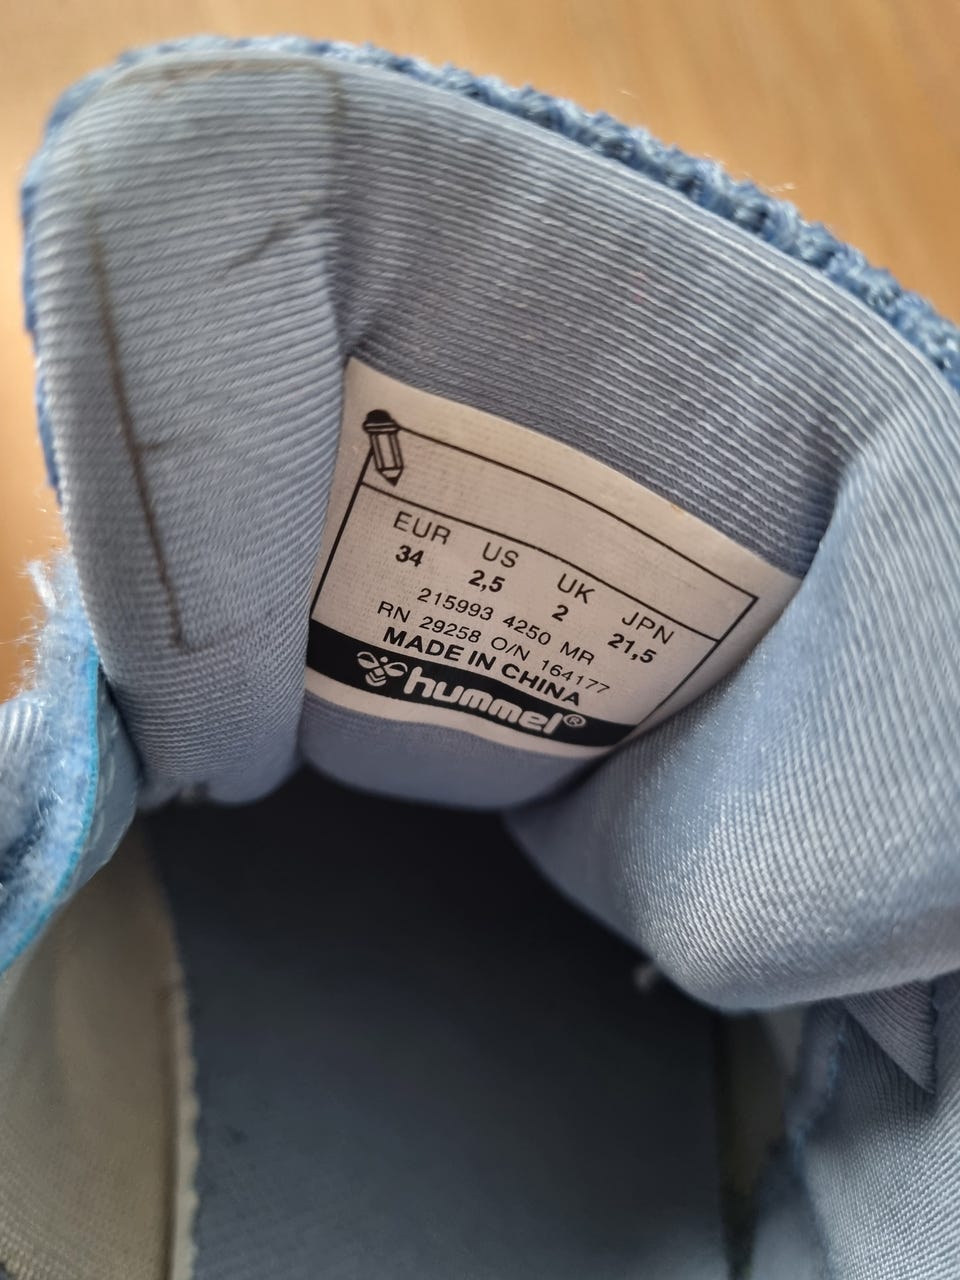 EUR US UK JPN
34 2,5 2 21,5
215993 4250 MR
RN 29258 O/N 164177
MADE IN CHINA
hummel®